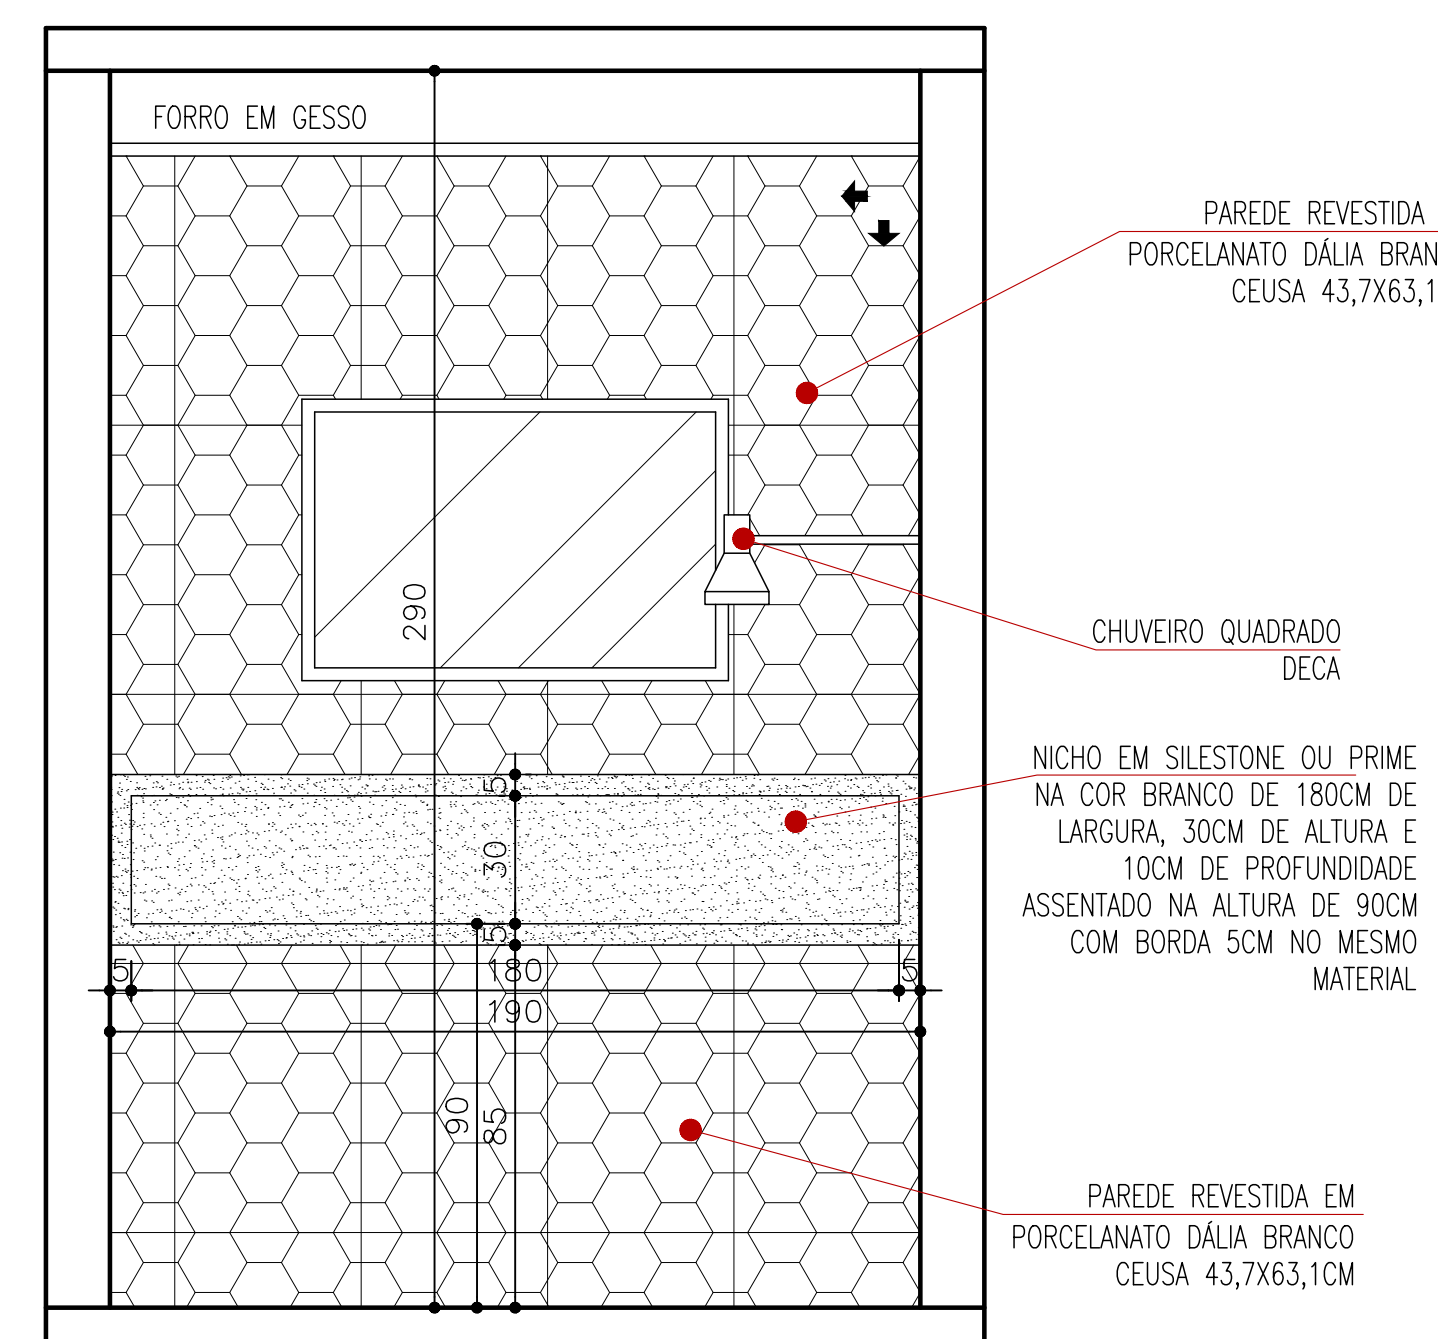 FORRO EM GESSO
PAREDE REVESTIDA
PORCELANATO DÁLIA BRAN
CEUSA 43,7X63,1
290
CHUVEIRO QUADRADO
DECA
NICHO EM SILESTONE OU PRIME
NA COR BRANCO DE 180CM DE
LARGURA, 30CM DE ALTURA E
10CM DE PROFUNDIDADE
ASSENTADO NA ALTURA DE 90CM
COM BORDA 5CM NO MESMO
MATERIAL
5
30
5
5
180
5
190
90
85
PAREDE REVESTIDA EM
PORCELANATO DÁLIA BRANCO
CEUSA 43,7X63,1CM